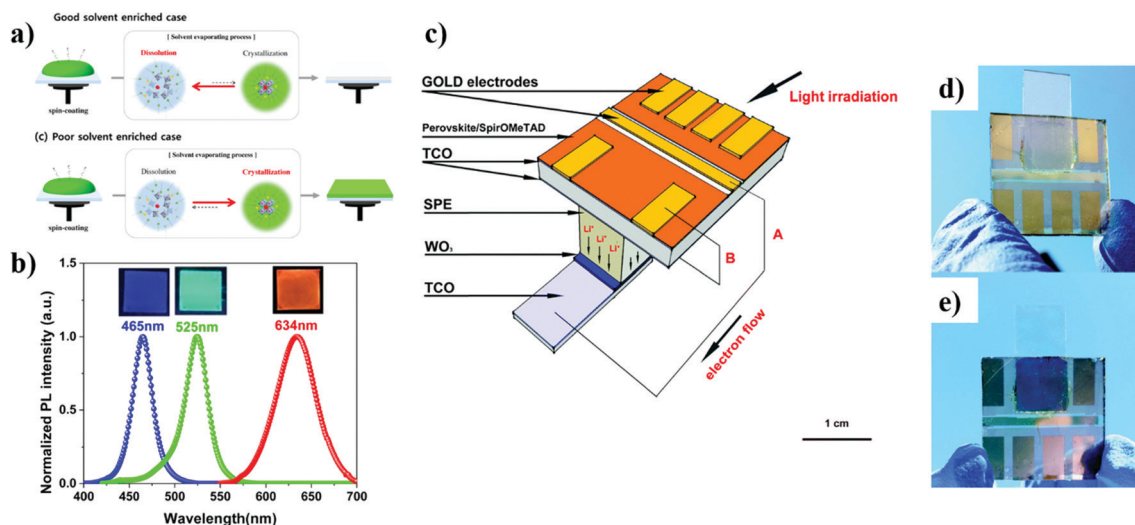 a)
Good solvent enriched case
[ Solvent evaporating process ]
Dissolution
Crystallization
spin-coating
(c) Poor solvent enriched case
[ Solvent evaporating process ]
Dissolution
Crystallization
spin-coating
b)
Normalized PL intensity (a.u.)
1.5
1.0
0.5
0.0
465nm
525nm
634nm
400 450 500 550 600 650 700
Wavelength(nm)
c)
GOLD electrodes
Light irradiation
Perovskite/SpirOMeTAD
TCO
SPE
Li⁺
Li⁺
Li⁺
Li⁺
WO₃
TCO
A
B
electron flow
1 cm
d)
e)